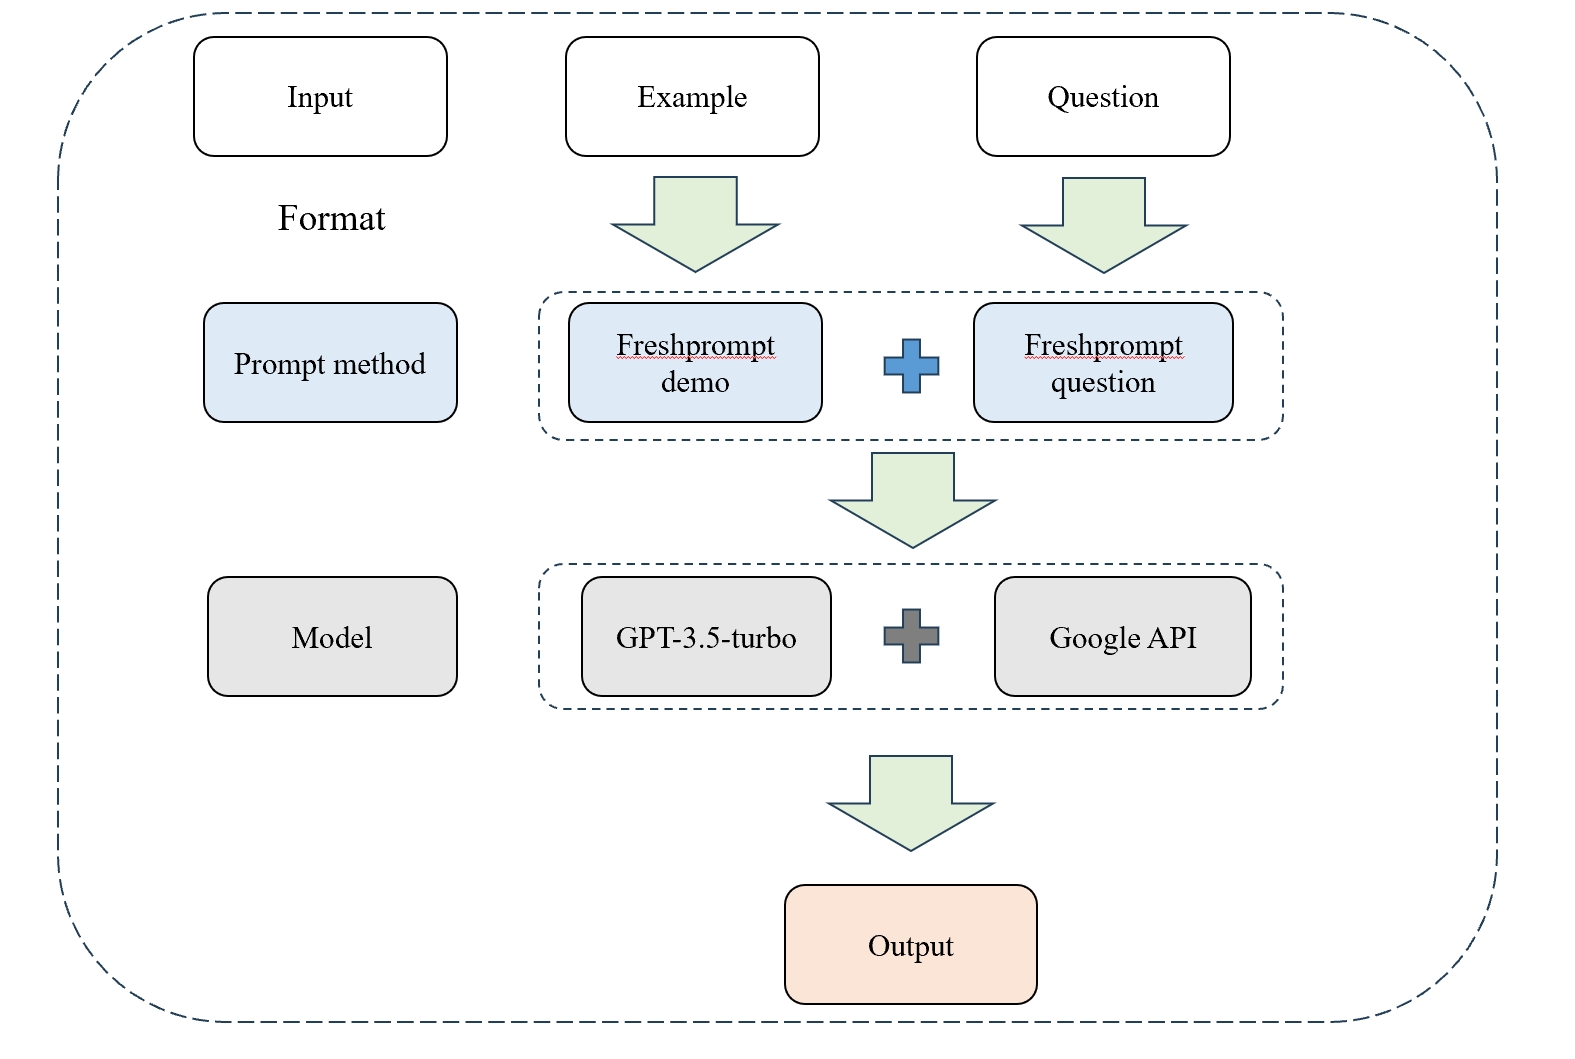 Input
Example
Question
Format
Prompt method
Freshprompt
demo
Freshprompt
question
Model
GPT-3.5-turbo
Google API
Output